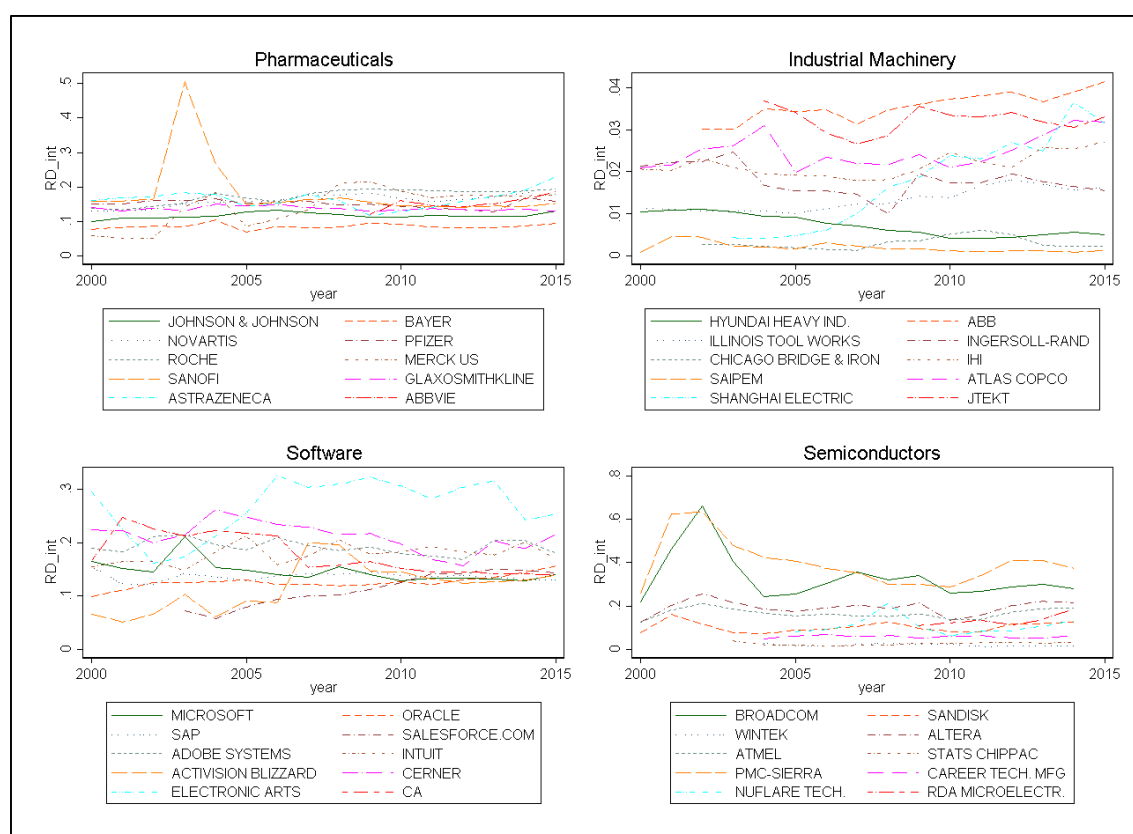 Pharmaceuticals
RD_int
.5
.4
.3
.2
.1
0
2000 2005 2010 2015
year
JOHNSON & JOHNSON BAYER
NOVARTIS PFIZER
ROCHE MERCK US
SANOFI GLAXOSMITHKLINE
ASTRAZENECA ABBVIE
Industrial Machinery
RD_int
.04
.03
.02
.01
0
2000 2005 2010 2015
year
HYUNDAI HEAVY IND. ABB
ILLINOIS TOOL WORKS INGERSOLL-RAND
CHICAGO BRIDGE & IRON IHI
SAIPEM ATLAS COPCO
SHANGHAI ELECTRIC JTEKT
Software
RD_int
.3
.2
.1
0
2000 2005 2010 2015
year
MICROSOFT ORACLE
SAP SALESFORCE.COM
ADOBE SYSTEMS INTUIT
ACTIVISION BLIZZARD CERNER
ELECTRONIC ARTS CA
Semiconductors
RD_int
.8
.6
.4
.2
0
2000 2005 2010 2015
year
BROADCOM SANDISK
WINTEK ALTERA
ATMEL STATS CHIPPAC
PMC-SIERRA CAREER TECH. MFG
NUFLARE TECH. RDA MICROELECTR.